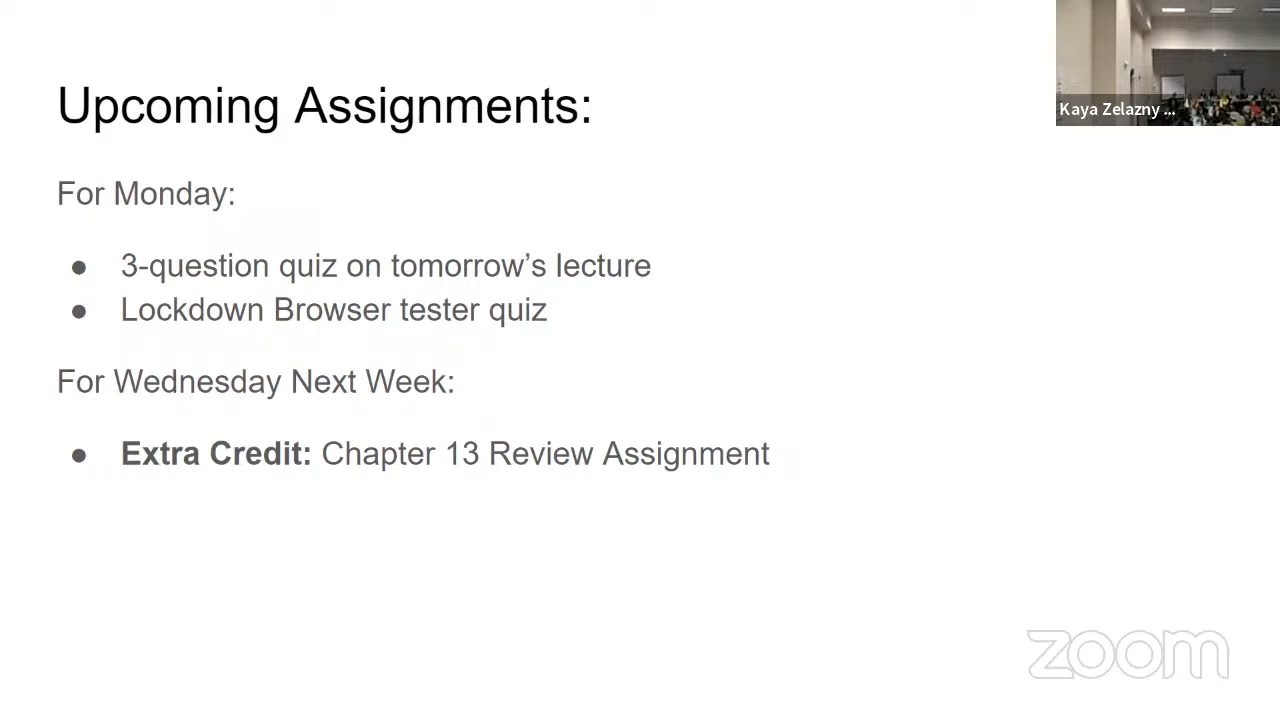 Upcoming Assignments:
Kaya Zelazny ...
For Monday:
● 3-question quiz on tomorrow’s lecture
● Lockdown Browser tester quiz
For Wednesday Next Week:
● Extra Credit: Chapter 13 Review Assignment
zoom